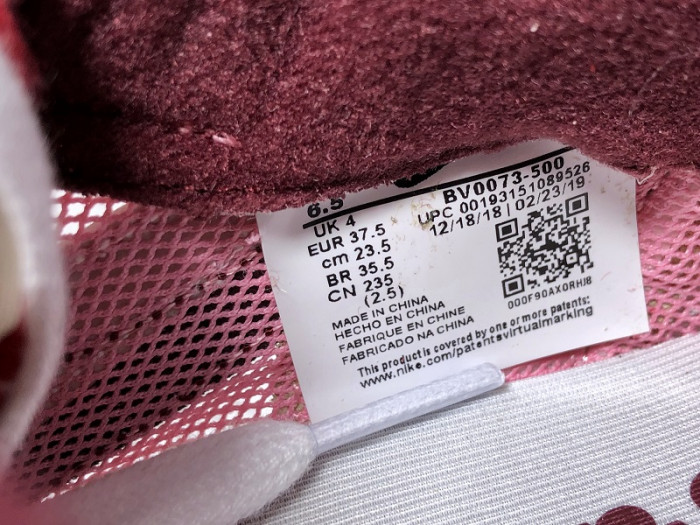 6.5
UK 4
EUR 37.5
cm 23.5
BR 35.5
CN 235
(2.5)
BV0073-500
UPC 00193151089526
12/18/18 | 02/23/19
000F90AX0RHJ8
MADE IN CHINA
HECHO EN CHINA
FABRIQUE EN CHINE
FABRICADO NA CHINA
This product is covered by one or more patents:
www.nike.com/patentsvirtualmarking